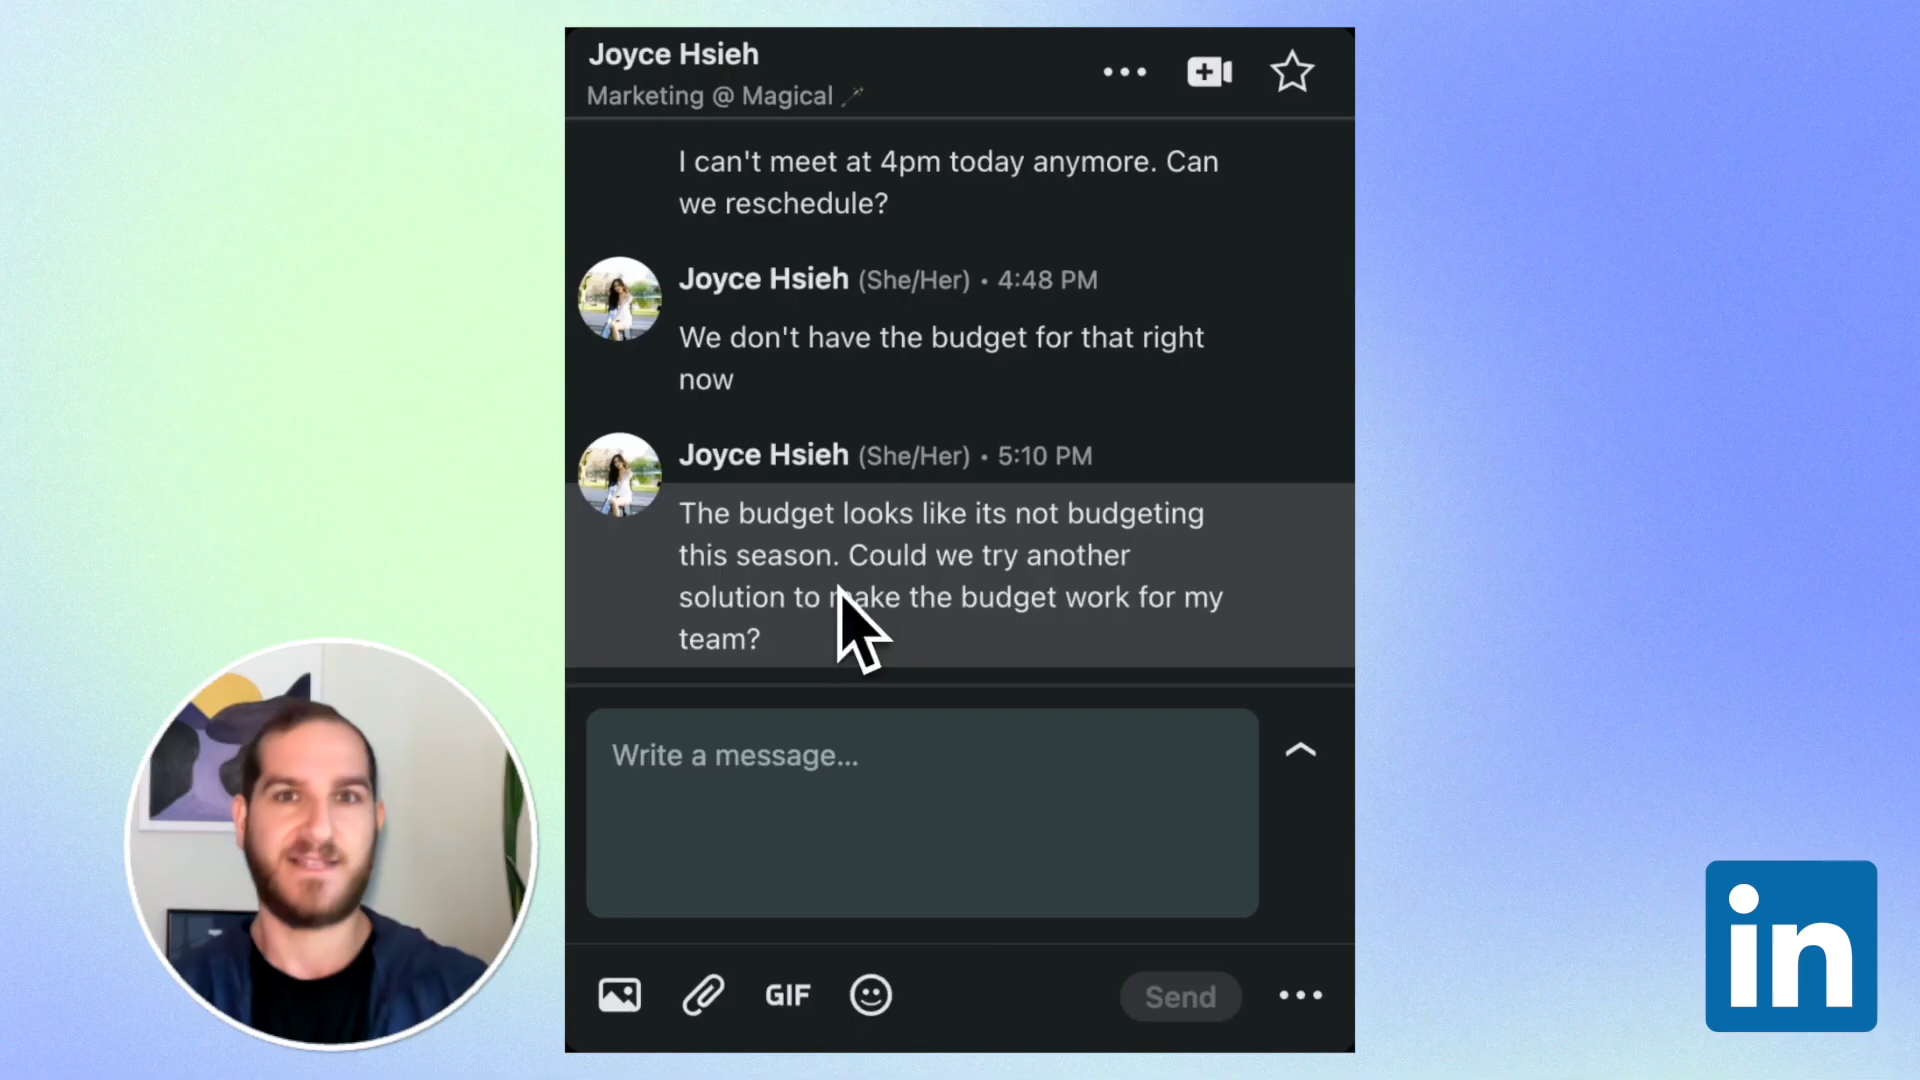 Joyce Hsieh
Marketing @ Magical
I can't meet at 4pm today anymore. Can
we reschedule?
Joyce Hsieh (She/Her) • 4:48 PM
We don't have the budget for that right
now
Joyce Hsieh (She/Her) • 5:10 PM
The budget looks like its not budgeting
this season. Could we try another
solution to make the budget work for my
team?
Write a message...
GIF
Send
in